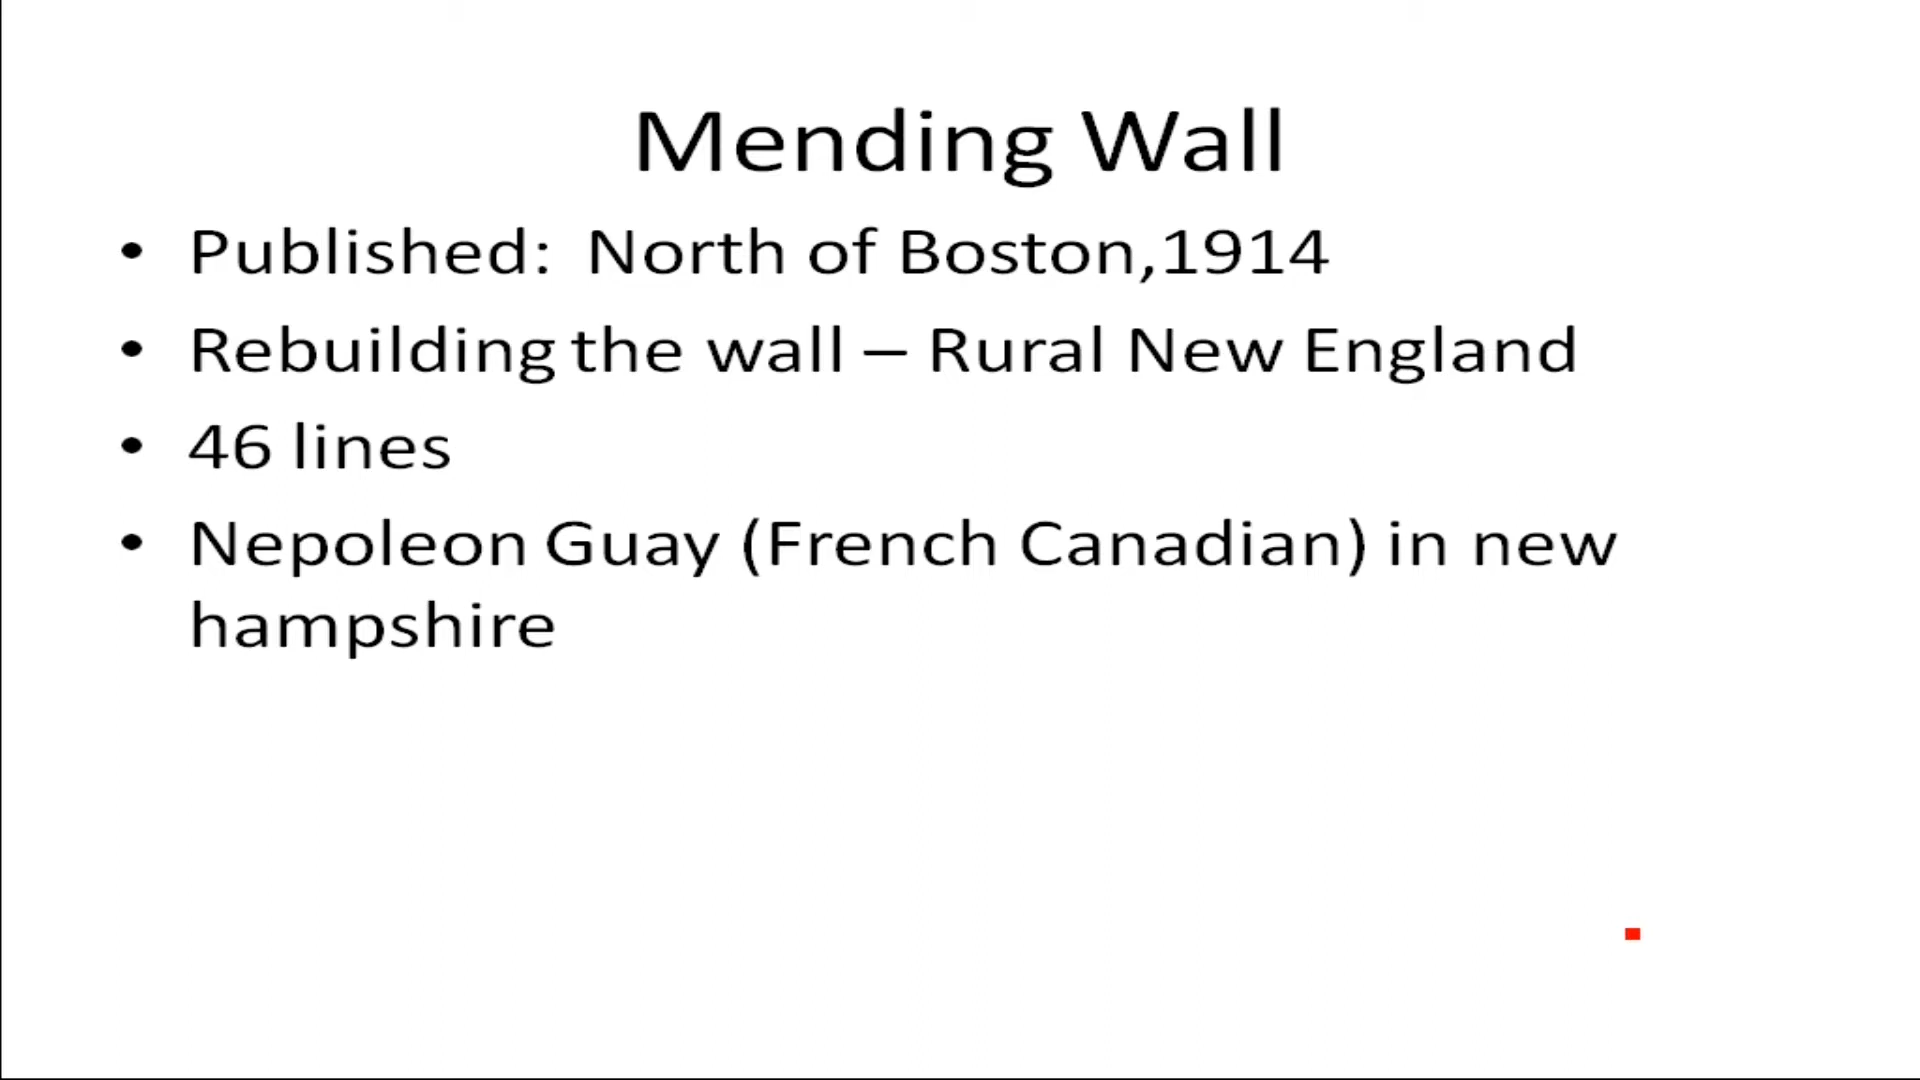 Mending Wall
• Published:  North of Boston,1914
• Rebuilding the wall – Rural New England
• 46 lines
• Nepoleon Guay (French Canadian) in new
hampshire